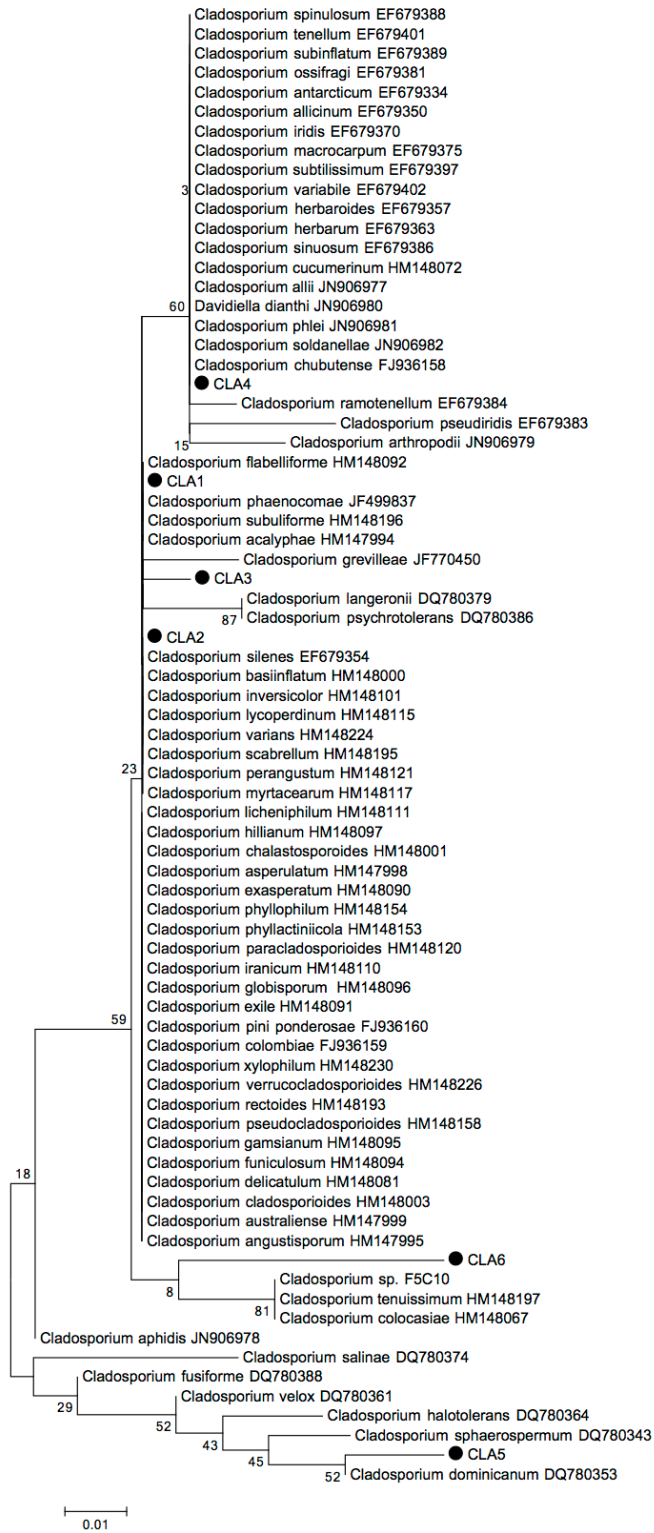 Cladosporium spinulosum EF679388
Cladosporium tenellum EF679401
Cladosporium subinflatum EF679389
Cladosporium ossifragi EF679381
Cladosporium antarcticum EF679334
Cladosporium allicinum EF679350
Cladosporium iridis EF679370
Cladosporium macrocarpum EF679375
Cladosporium subtilissimum EF679397
3
Cladosporium variabile EF679402
Cladosporium herbaroides EF679357
Cladosporium herbarum EF679363
Cladosporium sinuosum EF679386
Cladosporium cucumerinum HM148072
Cladosporium allii JN906977
60
Davidiella dianthi JN906980
Cladosporium phlei JN906981
Cladosporium soldanellae JN906982
Cladosporium chubutense FJ936158
CLA4
Cladosporium ramotenellum EF679384
Cladosporium pseudiridis EF679383
15
Cladosporium arthropodii JN906979
Cladosporium flabelliforme HM148092
CLA1
Cladosporium phaenocomae JF499837
Cladosporium subuliforme HM148196
Cladosporium acalyphae HM147994
Cladosporium grevilleae JF770450
CLA3
Cladosporium langeronii DQ780379
87
Cladosporium psychrotolerans DQ780386
CLA2
Cladosporium silenes EF679354
Cladosporium basiinflatum HM148000
Cladosporium inversicolor HM148101
Cladosporium lycoperdinum HM148115
Cladosporium varians HM148224
Cladosporium scabrellum HM148195
23
Cladosporium perangustum HM148121
Cladosporium myrtacearum HM148117
Cladosporium licheniphilum HM148111
Cladosporium hillianum HM148097
Cladosporium chalastosporoides HM148001
Cladosporium asperulatum HM147998
Cladosporium exasperatum HM148090
Cladosporium phyllophilum HM148154
Cladosporium phyllactiniicola HM148153
Cladosporium paracladosporioides HM148120
Cladosporium iranicum HM148110
Cladosporium globisporum HM148096
Cladosporium exile HM148091
59
Cladosporium pini ponderosae FJ936160
Cladosporium colombiae FJ936159
Cladosporium xylophilum HM148230
Cladosporium verrucocladosporioides HM148226
Cladosporium rectoides HM148193
Cladosporium pseudocladosporioides HM148158
Cladosporium gamsianum HM148095
Cladosporium funiculosum HM148094
18
Cladosporium delicatulum HM148081
Cladosporium cladosporioides HM148003
Cladosporium australiense HM147999
Cladosporium angustisporum HM147995
CLA6
8
Cladosporium sp. F5C10
Cladosporium tenuissimum HM148197
81
Cladosporium colocasiae HM148067
Cladosporium aphidis JN906978
Cladosporium salinae DQ780374
Cladosporium fusiforme DQ780388
29
Cladosporium velox DQ780361
52
Cladosporium halotolerans DQ780364
43
Cladosporium sphaerospermum DQ780343
45
CLA5
52
Cladosporium dominicanum DQ780353
0.01